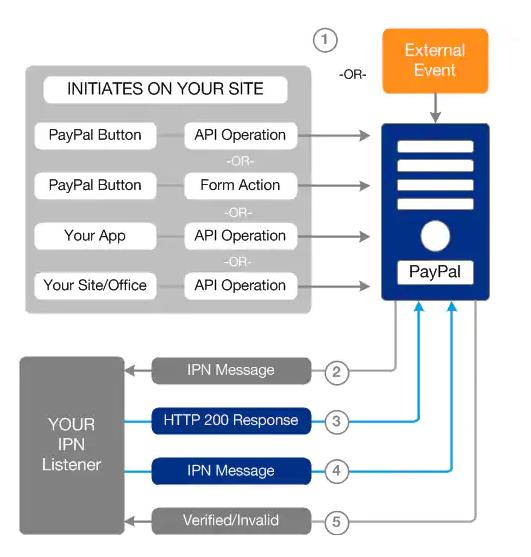 1
External
Event
-OR-
INITIATES ON YOUR SITE
PayPal Button API Operation
-OR-
PayPal Button Form Action
-OR-
Your App API Operation
-OR-
Your Site/Office API Operation
PayPal
IPN Message 2
HTTP 200 Response 3
YOUR
IPN
Listener
IPN Message 4
Verified/Invalid 5